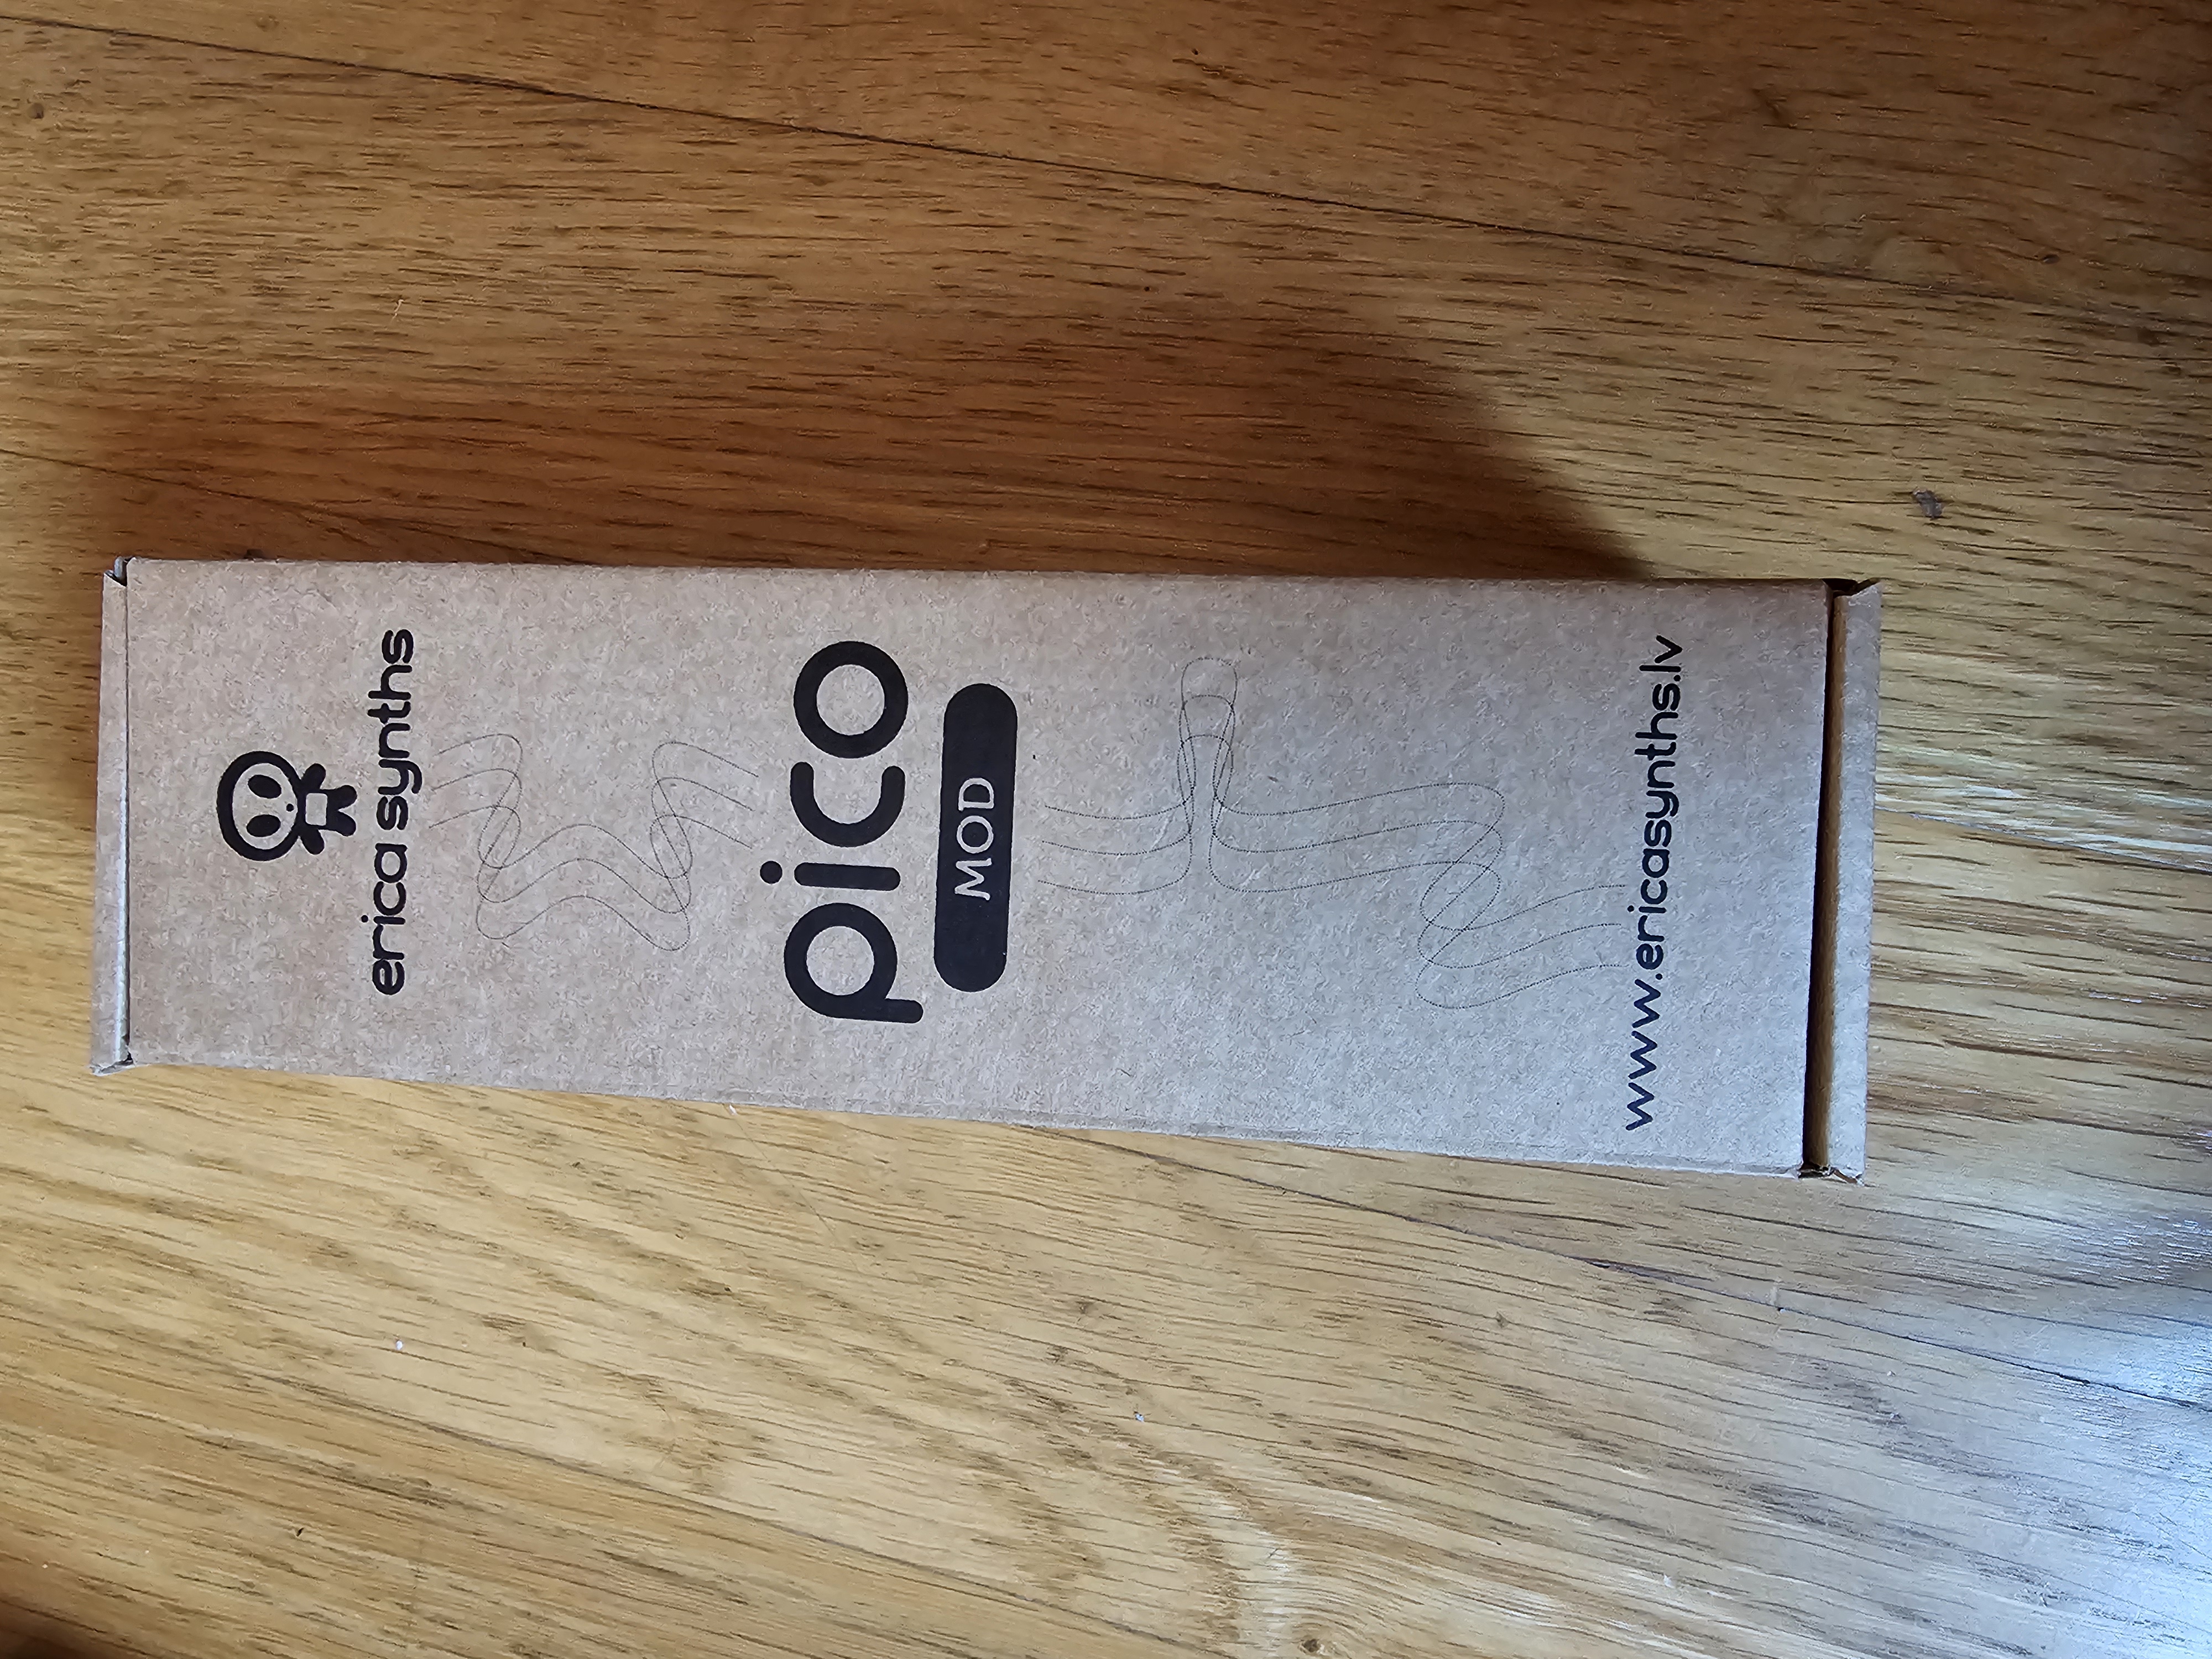 erica synths
pico
MOD
www.ericasynths.lv